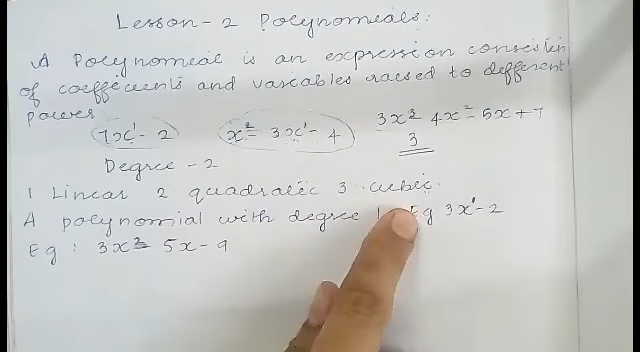 Lesson - 2 Polynomials:
A Polynomial is an expression consistin
of coefficients and variables raised to different
power
7x¹ - 2 x² - 3x¹ - 4 3x³ - 4x² - 5x + 7
3
Degree - 2
1 Linear 2 quadratic 3 cubic.
A polynomial with degree 1. Eg 3x¹ - 2
Eg : 3x² - 5x - 9